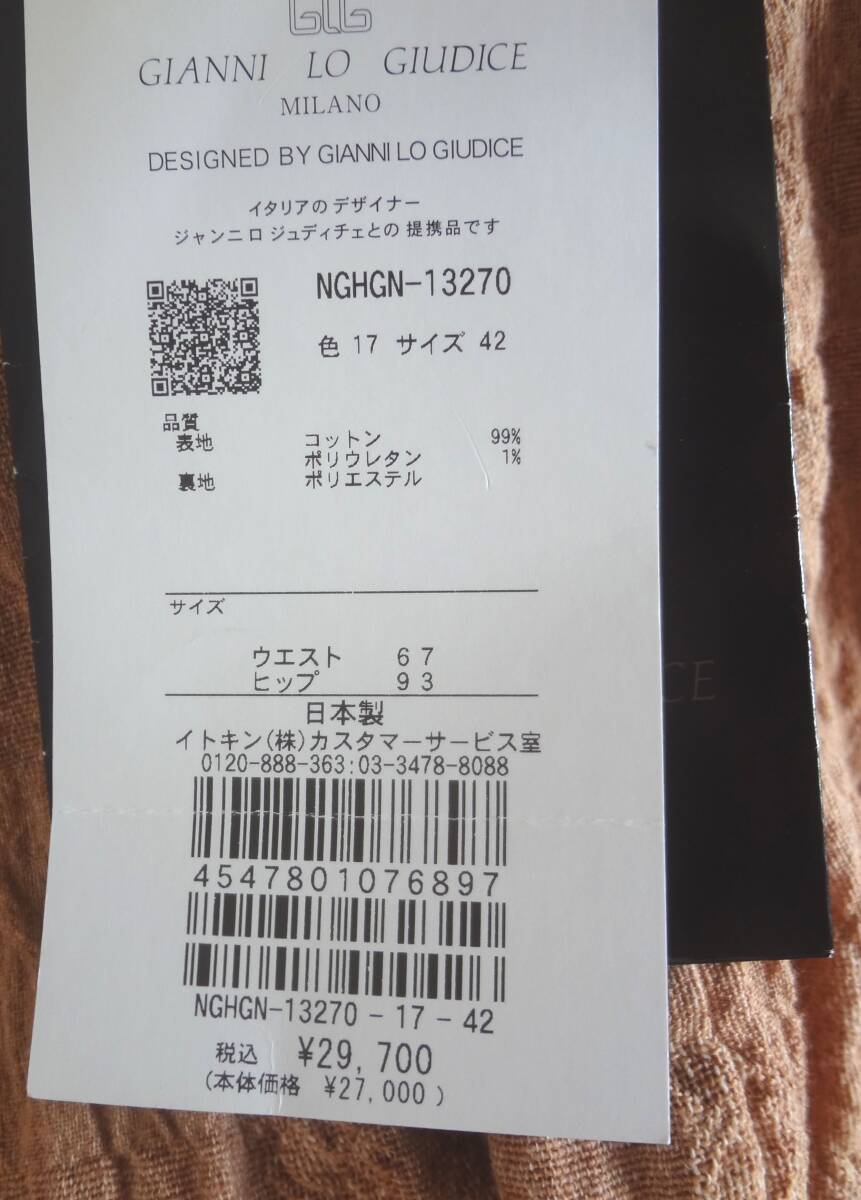 GLG
GIANNI LO GIUDICE
MILANO
DESIGNED BY GIANNI LO GIUDICE
イタリアの デザイナー
ジャンニ ロ ジュディチェとの 提携品です
NGHGN-13270
色 17 サイズ 42
品質
表地 コットン 99%
ポリウレタン 1%
裏地 ポリエステル
サイズ
ウエスト 67
ヒップ 93
日本製
イトキン(株)カスタマーサービス室
0120-888-363:03-3478-8088
4547801076897
NGHGN-13270-17-42
税込 ¥29,700
(本体価格 ¥27,000)
CE